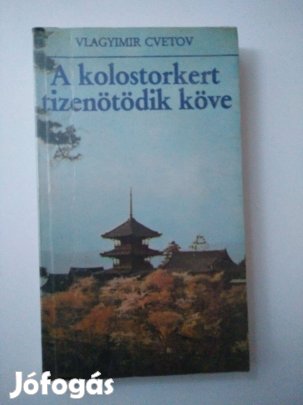 VLAGYIMIR CVETOV
A kolostorkert
tizenötödik köve
Jófogás